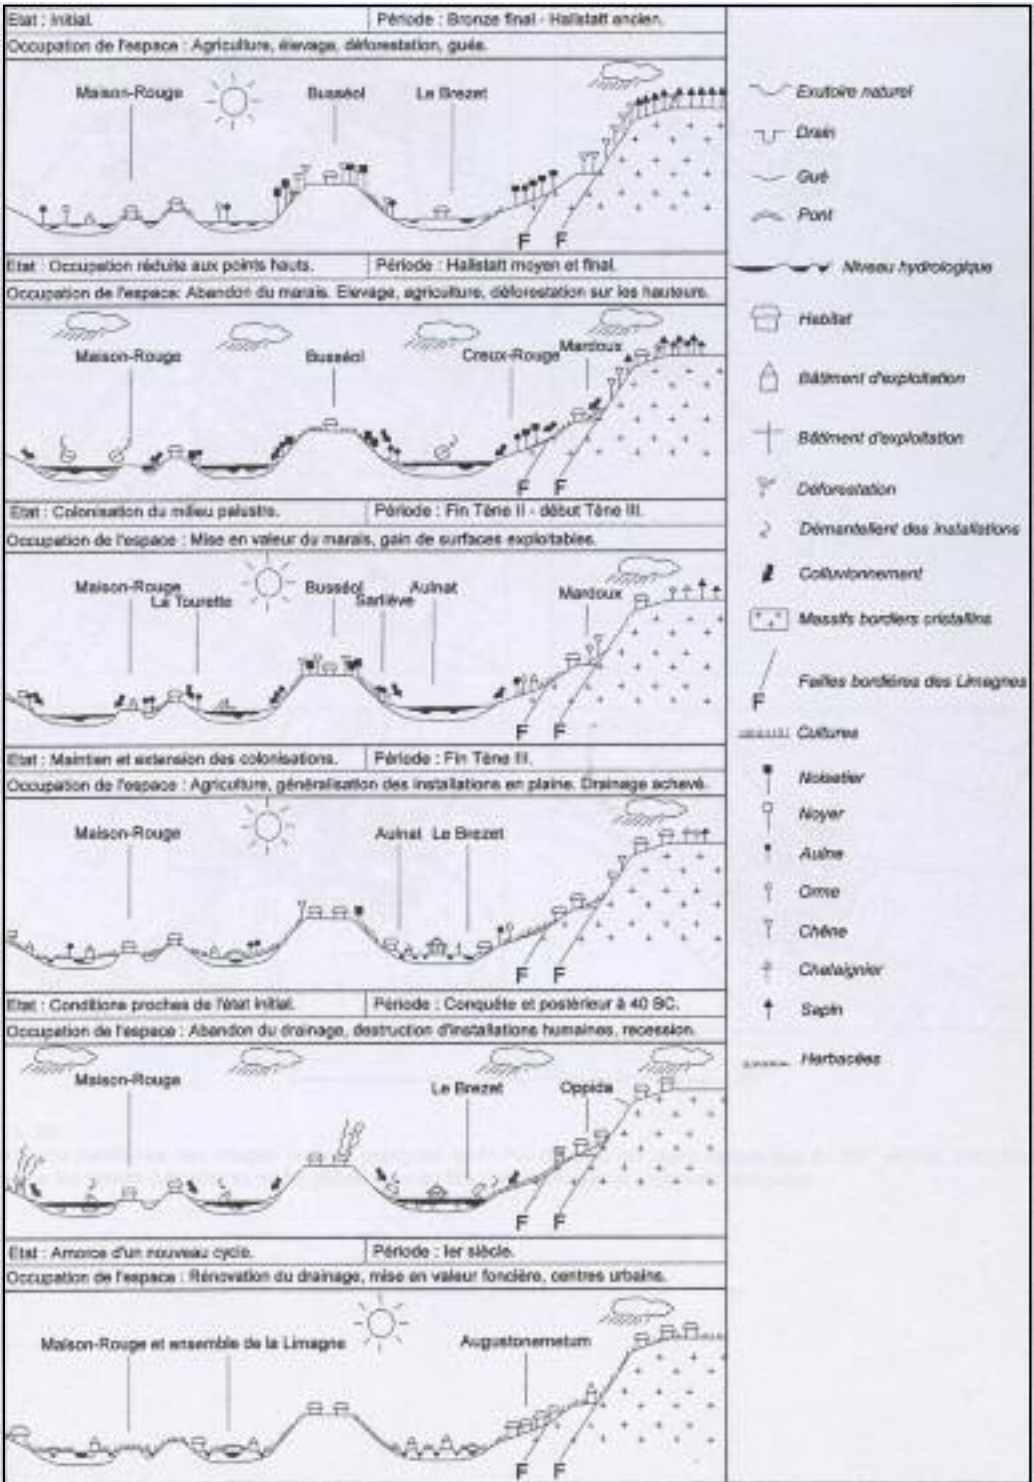 Etat : Initial.
Période : Bronze final - Hallstatt ancien.
Occupation de l'espace : Agriculture, élevage, déforestation, gués.
Maison-Rouge
Busséol
Le Brezet
F F
Etat : Occupation réduite aux points hauts.
Période : Hallstatt moyen et final.
Occupation de l'espace: Abandon du marais. Elevage, agriculture, déforestation sur les hauteurs.
Maison-Rouge
Busséol
Creux-Rouge
Mardoux
F F
Etat : Colonisation du milieu palustre.
Période : Fin Tène II - début Tène III.
Occupation de l'espace : Mise en valeur du marais, gain de surfaces exploitables.
Maison-Rouge
La Tourette
Busséol
Sarliève
Aulnat
Mardoux
F F
Etat : Maintien et extension des colonisations.
Période : Fin Tène III.
Occupation de l'espace : Agriculture, généralisation des installations en plaine. Drainage achevé.
Maison-Rouge
Aulnat
Le Brezet
F F
Etat : Conditions proches de l'état initial.
Période : Conquête et postérieur à 40 BC.
Occupation de l'espace : Abandon du drainage, destruction d'installations humaines, recession.
Maison-Rouge
Le Brezet
Oppida
F F
Etat : Amorce d'un nouveau cycle.
Période : Ier siècle.
Occupation de l'espace : Rénovation du drainage, mise en valeur foncière, centres urbains.
Maison-Rouge et ensemble de la Limagne
Augustonemetum
F F
Exutoire naturel
Drain
Gué
Pont
Niveau hydrologique
Habitat
Bâtiment d'exploitation
Bâtiment d'exploitation
Déforestation
Démantellent des installations
Colluvionnement
Massifs bordiers cristallins
Failles bordières des Limagnes
F
Cultures
Noisetier
Noyer
Aulne
Orme
Chêne
Chataignier
Sapin
Herbacées